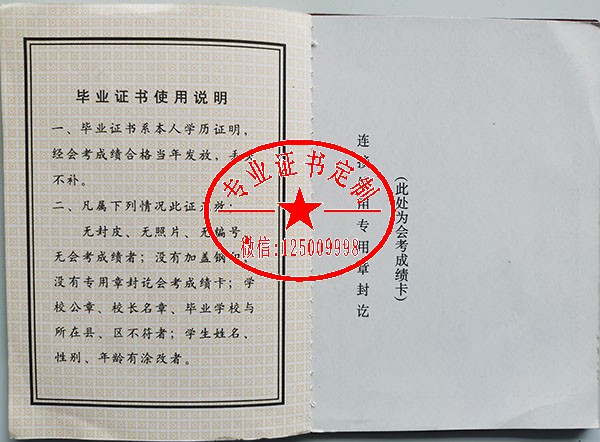 毕业证书使用说明
一、毕业证书系本人学历证明，
经会考成绩合格当年发放，
不补。
二、凡属下列情况此证
无封皮、无照片、无编号
无会考成绩者；没有加盖钢
没有专用章封讫会考成绩卡；学
校公章、校长名章、毕业学校与
所在县、区不符者；学生姓名、
性别、年龄有涂改者。
专业证书定制
微信:125009998
(此处为会考成绩卡)
用专用章封讫